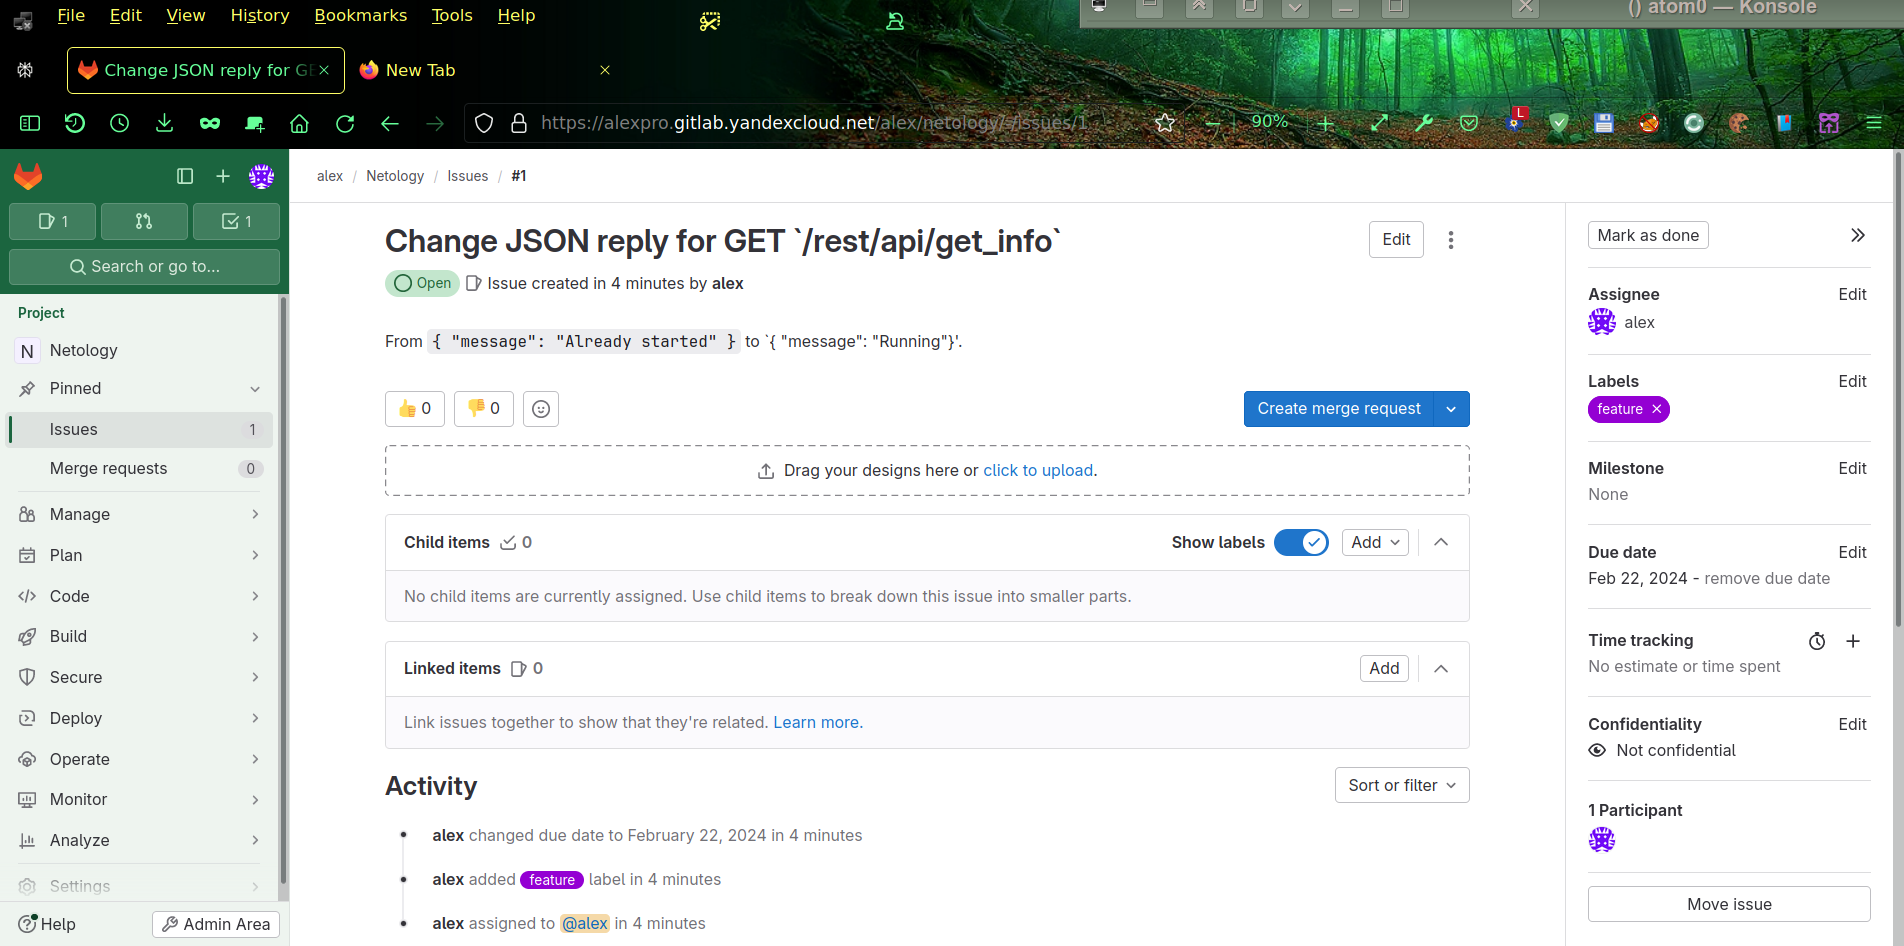 File Edit View History Bookmarks Tools Help
() atom0 — Konsole
Change JSON reply for GE
New Tab
https://alexpro.gitlab.yandexcloud.net/alex/netology/-/issues/1
90%
L
alex / Netology / Issues / #1
1
1
Search or go to...
Project
N Netology
Pinned
Issues 1
Merge requests 0
Manage
Plan
Code
Build
Secure
Deploy
Operate
Monitor
Analyze
Settings
Help
Admin Area
Change JSON reply for GET `/rest/api/get_info`
Edit
Open
Issue created in 4 minutes by alex
From { "message": "Already started" } to `{ "message": "Running"}'.
0
0
Create merge request
Drag your designs here or click to upload.
Child items 0
Show labels
Add
No child items are currently assigned. Use child items to break down this issue into smaller parts.
Linked items 0
Add
Link issues together to show that they're related. Learn more.
Activity
Sort or filter
alex changed due date to February 22, 2024 in 4 minutes
alex added feature label in 4 minutes
alex assigned to @alex in 4 minutes
Mark as done
Assignee Edit
alex
Labels Edit
feature
Milestone Edit
None
Due date Edit
Feb 22, 2024 - remove due date
Time tracking
No estimate or time spent
Confidentiality Edit
Not confidential
1 Participant
Move issue